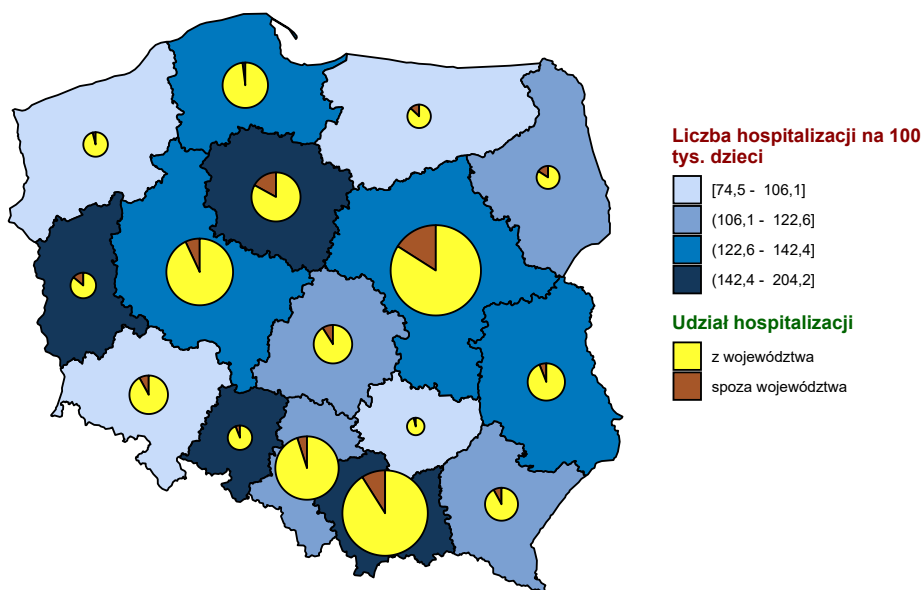 Liczba hospitalizacji na 100
tys. dzieci
[74,5 - 106,1]
(106,1 - 122,6]
(122,6 - 142,4]
(142,4 - 204,2]
Udział hospitalizacji
z województwa
spoza województwa